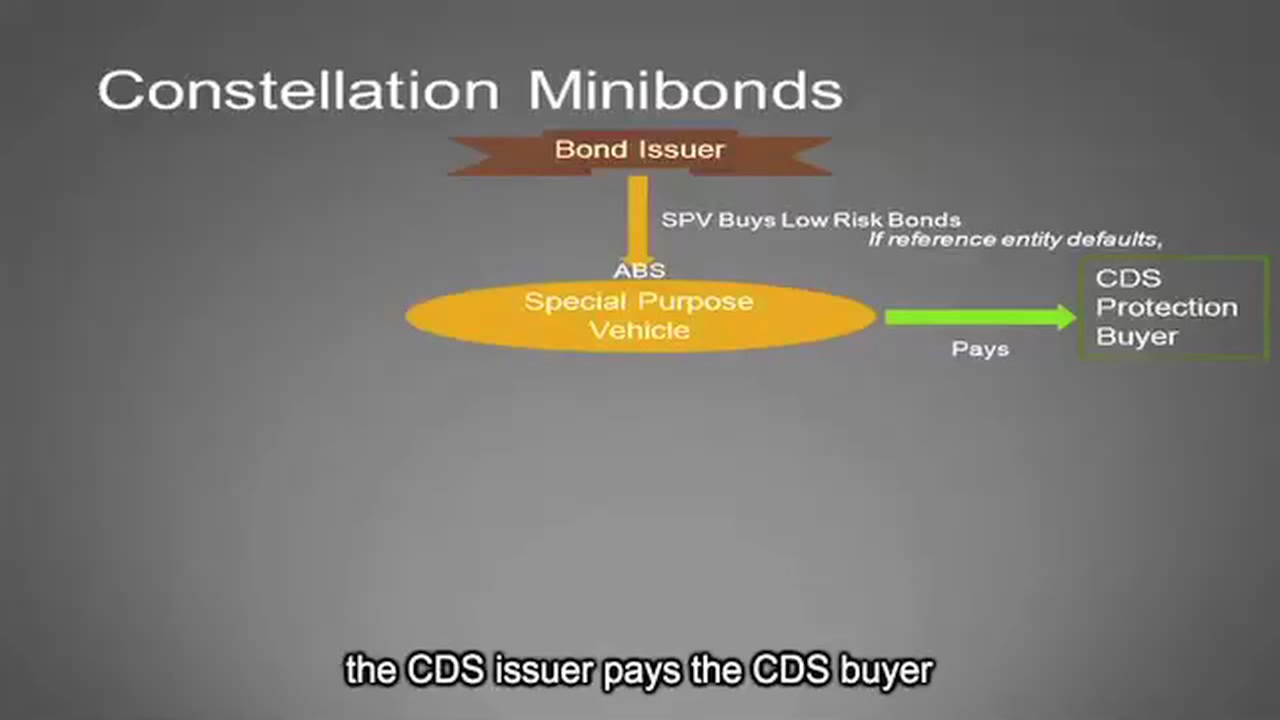 Constellation Minibonds
Bond Issuer
SPV Buys Low Risk Bonds
If reference entity defaults,
ABS
Special Purpose
Vehicle
CDS
Protection
Buyer
Pays
the CDS issuer pays the CDS buyer